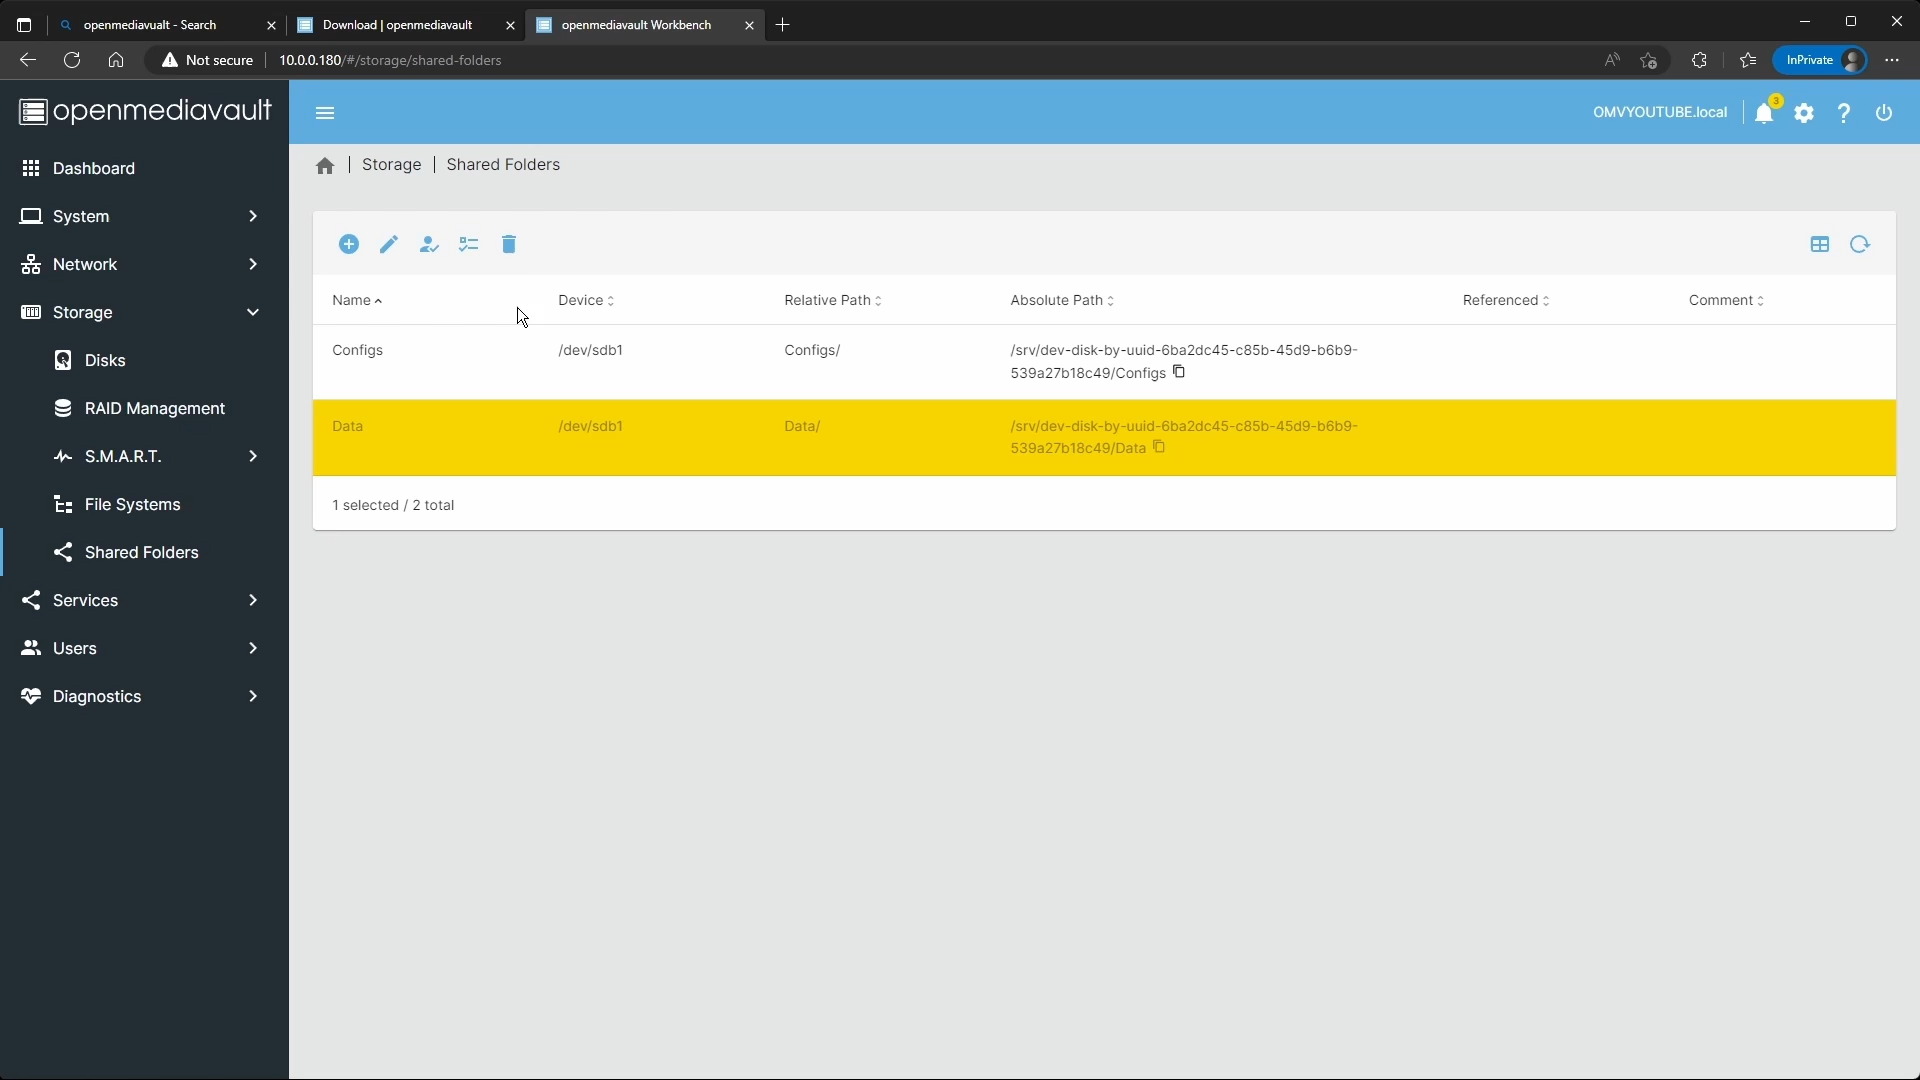 openmediavualt - Search
Download | openmediavault
openmediavault Workbench
Not secure
10.0.0.180/#/storage/shared-folders
InPrivate
openmediavault
OMVYOUTUBE.local
3
Dashboard
System
Network
Storage
Disks
RAID Management
S.M.A.R.T.
File Systems
Shared Folders
Services
Users
Diagnostics
Storage | Shared Folders
Name
Device
Relative Path
Absolute Path
Referenced
Comment
Configs
/dev/sdb1
Configs/
/srv/dev-disk-by-uuid-6ba2dc45-c85b-45d9-b6b9-
539a27b18c49/Configs
Data
/dev/sdb1
Data/
/srv/dev-disk-by-uuid-6ba2dc45-c85b-45d9-b6b9-
539a27b18c49/Data
1 selected / 2 total